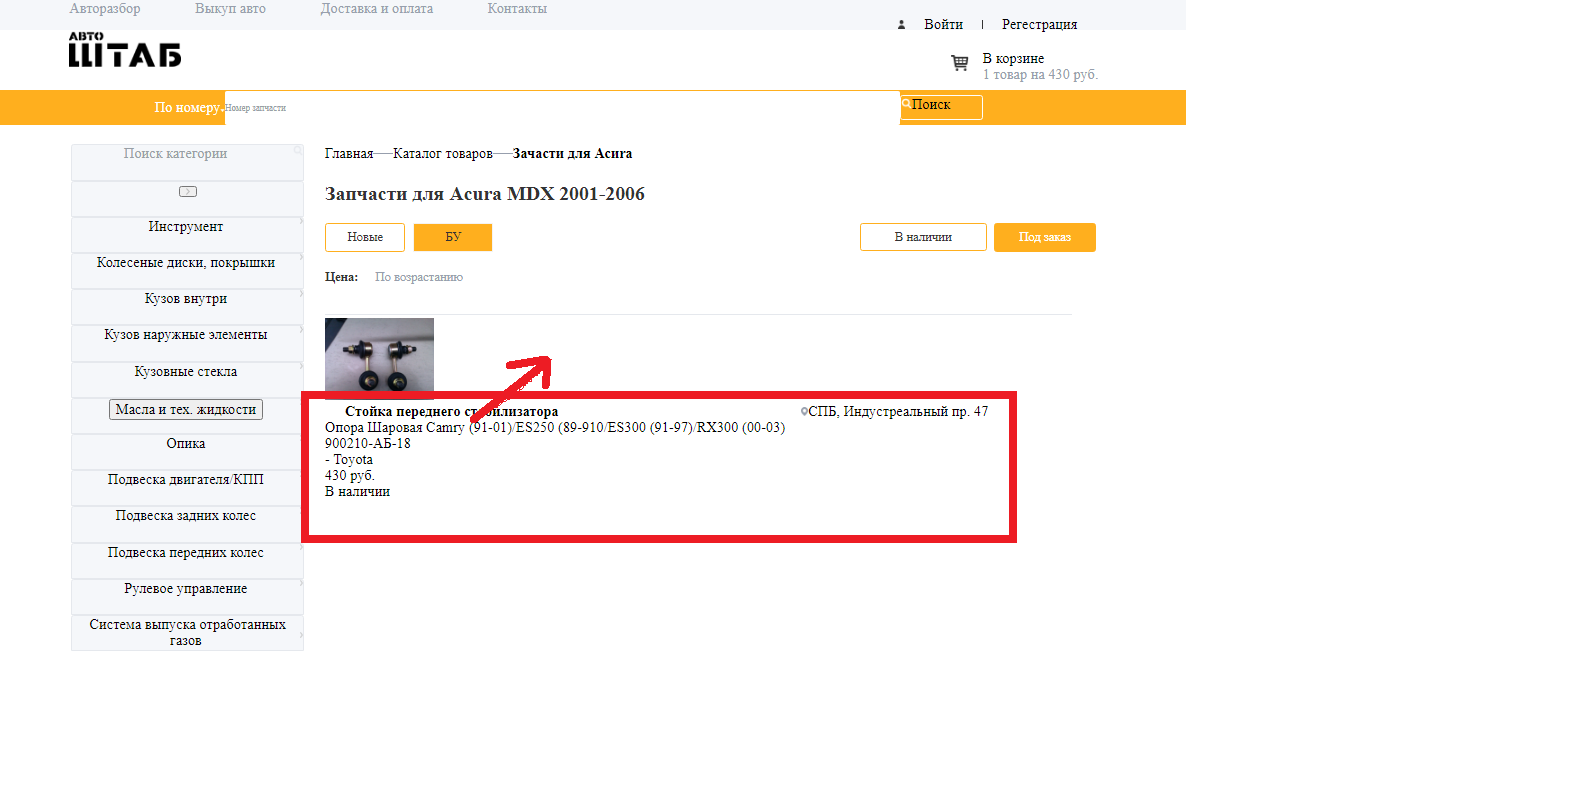 Авторазбор Выкуп авто Доставка и оплата Контакты
Войти | Регестрация
АВТО
ШТАБ
В корзине
1 товар на 430 руб.
По номеру Номер запчасти Поиск
Поиск категории
Инструмент
Колесеные диски, покрышки
Кузов внутри
Кузов наружные элементы
Кузовные стекла
Масла и тех. жидкости
Опика
Подвеска двигателя/КПП
Подвеска задних колес
Подвеска передних колес
Рулевое управление
Система выпуска отработанных
газов
Главная Каталог товаров Зачасти для Acura
Запчасти для Acura MDX 2001-2006
Новые БУ В наличии Под заказ
Цена: По возрастанию
Стойка переднего стабилизатора СПБ, Индустреальный пр. 47
Опора Шаровая Camry (91-01)/ES250 (89-910/ES300 (91-97)/RX300 (00-03)
900210-АБ-18
- Toyota
430 руб.
В наличии